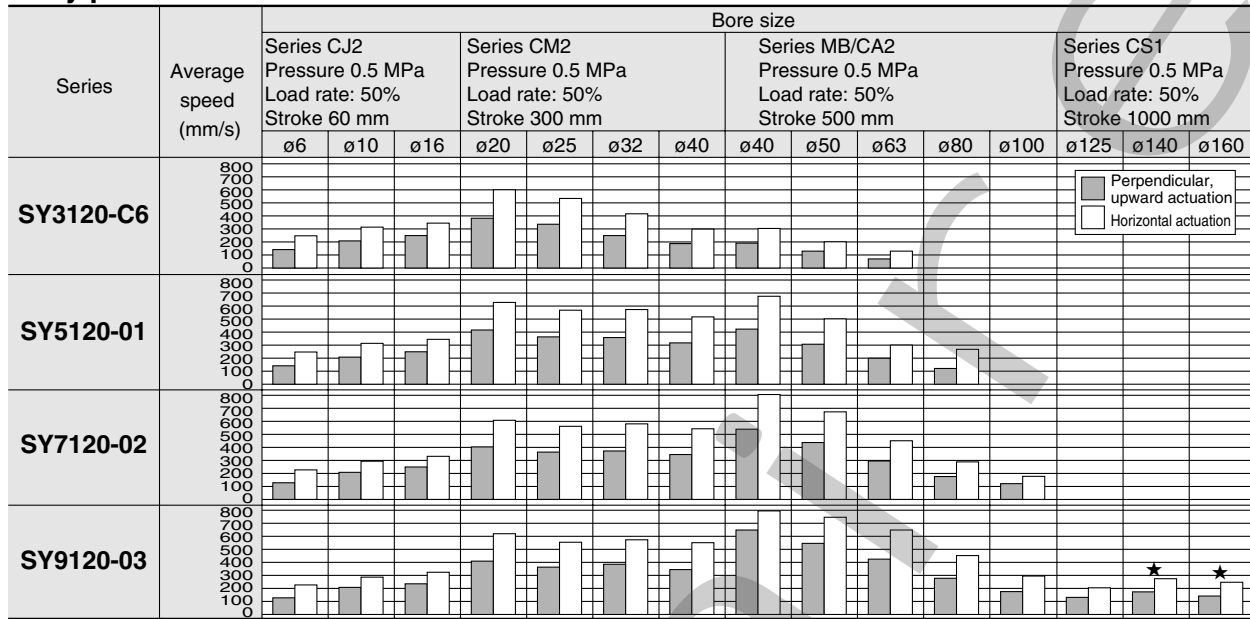 Bore size
Series
Average
speed
(mm/s)
Series CJ2
Pressure 0.5 MPa
Load rate: 50%
Stroke 60 mm
Series CM2
Pressure 0.5 MPa
Load rate: 50%
Stroke 300 mm
Series MB/CA2
Pressure 0.5 MPa
Load rate: 50%
Stroke 500 mm
Series CS1
Pressure 0.5 MPa
Load rate: 50%
Stroke 1000 mm
ø6 ø10 ø16 ø20 ø25 ø32 ø40 ø40 ø50 ø63 ø80 ø100 ø125 ø140 ø160
SY3120-C6
800
700
600
500
400
300
200
100
0
Perpendicular,
upward actuation
Horizontal actuation
SY5120-01
800
700
600
500
400
300
200
100
0
SY7120-02
800
700
600
500
400
300
200
100
0
SY9120-03
800
700
600
500
400
300
200
100
0
★ ★